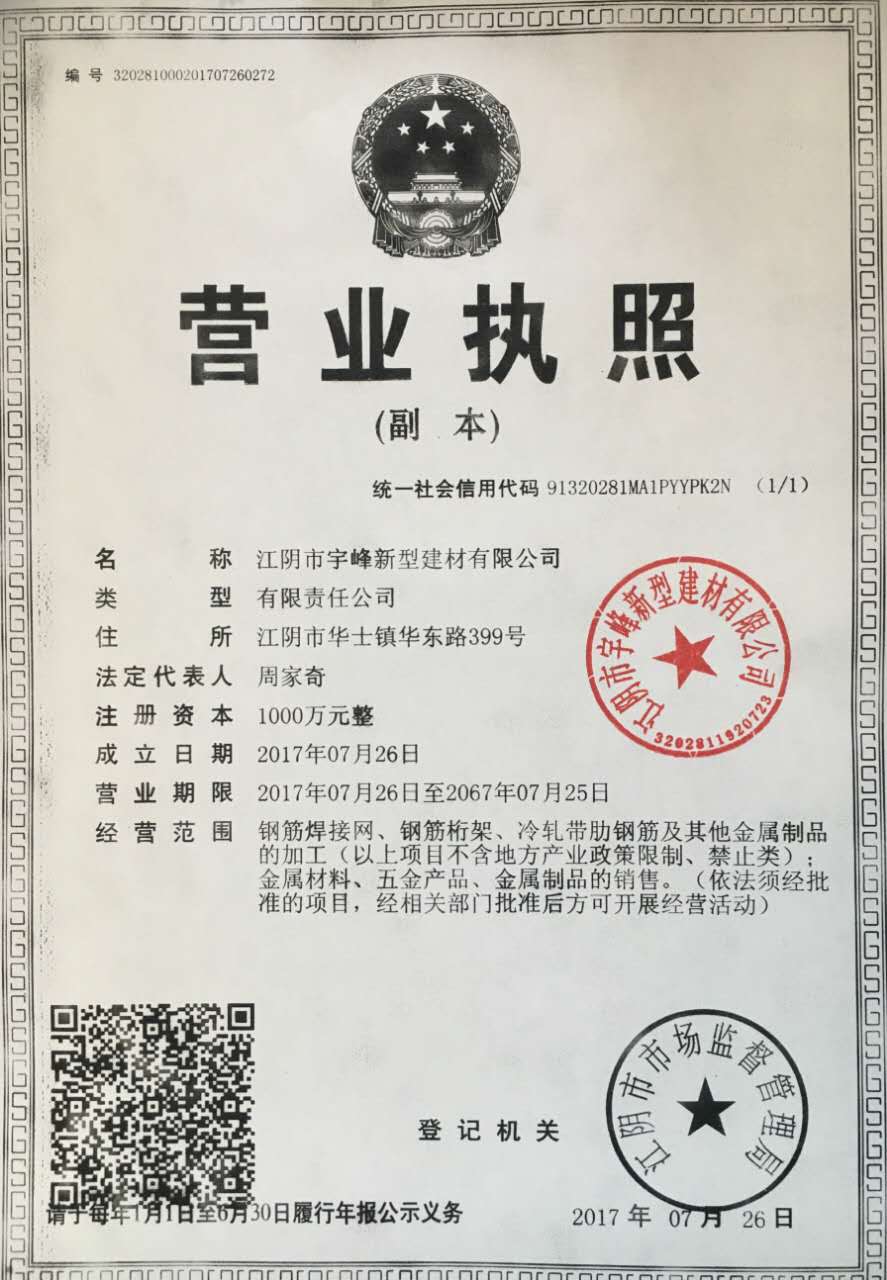 编 号 320281000201707260272
营业执照
(副 本)
统一社会信用代码 91320281MA1PYYPK2N （1/1）
名 称 江阴市宇峰新型建材有限公司
类 型 有限责任公司
住 所 江阴市华士镇华东路399号
法定代表人 周家奇
注册资本 1000万元整
成立日期 2017年07月26日
营业期限 2017年07月26日至2067年07月25日
经营范围 钢筋焊接网、钢筋桁架、冷轧带肋钢筋及其他金属制品
的加工（以上项目不含地方产业政策限制、禁止类）；
金属材料、五金产品、金属制品的销售。（依法须经批
准的项目，经相关部门批准后方可开展经营活动）
江阴市宇峰新型建材有限公司
3202811920723
登记机关
江阴市市场监督管理局
请于每年1月1日至6月30日履行年报公示义务
2017 年 07 月 26 日